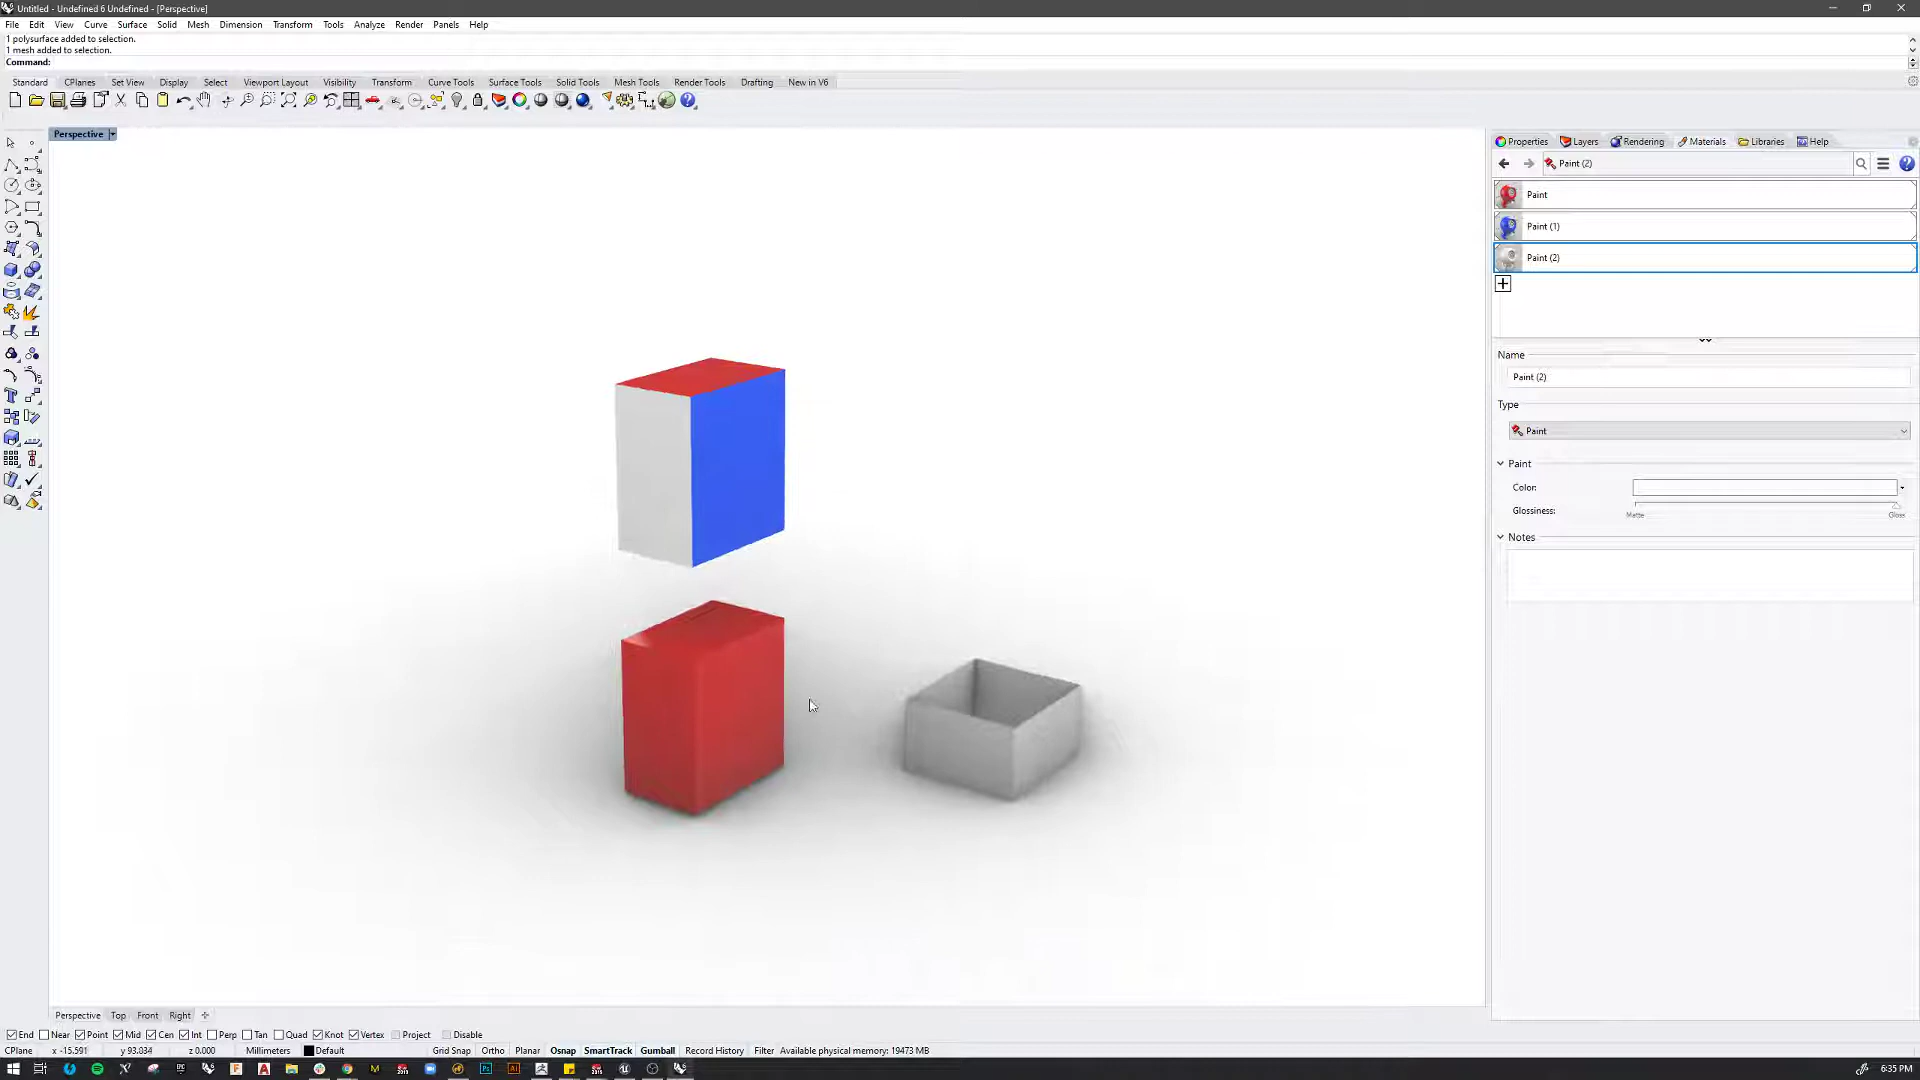 Untitled - Undefined 6 Undefined - [Perspective]
File Edit View Curve Surface Solid Mesh Dimension Transform Tools Analyze Render Panels Help
1 polysurface added to selection.
1 mesh added to selection.
Command:
Standard CPlanes Set View Display Select Viewport Layout Visibility Transform Curve Tools Surface Tools Solid Tools Mesh Tools Render Tools Drafting New in V6
Perspective
Properties Layers Rendering Materials Libraries Help
Paint (2)
Paint
Paint (1)
Paint (2)
Name
Paint (2)
Type
Paint
Paint
Color:
Glossiness:
Matte Gloss
Notes
Perspective Top Front Right
End Near Point Mid Cen Int Perp Tan Quad Knot Vertex Project Disable
CPlane x -15.591 y 93.034 z 0.000 Millimeters Default Grid Snap Ortho Planar Osnap SmartTrack Gumball Record History Filter Available physical memory: 19473 MB
6:35 PM